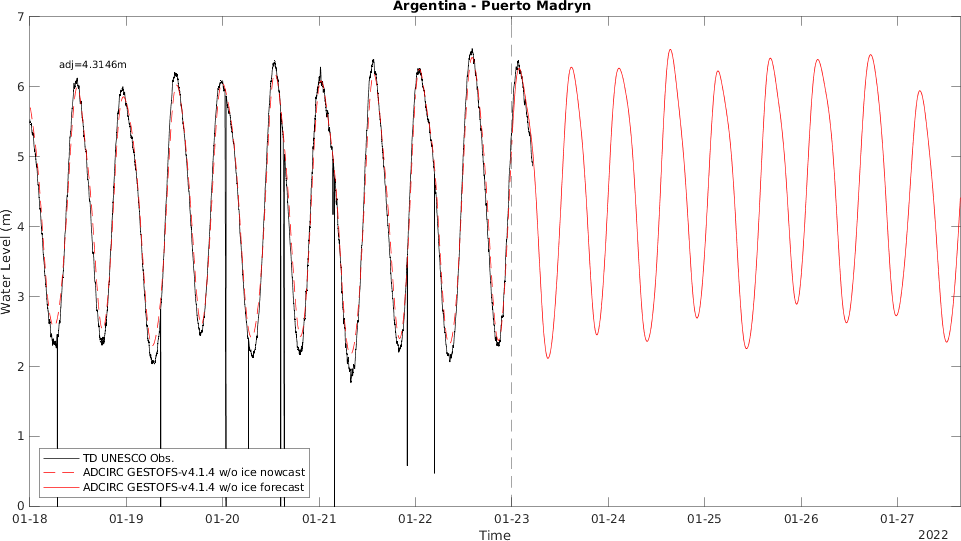 Argentina - Puerto Madryn
7
adj=4.3146m
6
5
4
3
2
1
0
Water Level (m)
TD UNESCO Obs.
ADCIRC GESTOFS-v4.1.4 w/o ice nowcast
ADCIRC GESTOFS-v4.1.4 w/o ice forecast
01-18 01-19 01-20 01-21 01-22 01-23 01-24 01-25 01-26 01-27
Time
2022